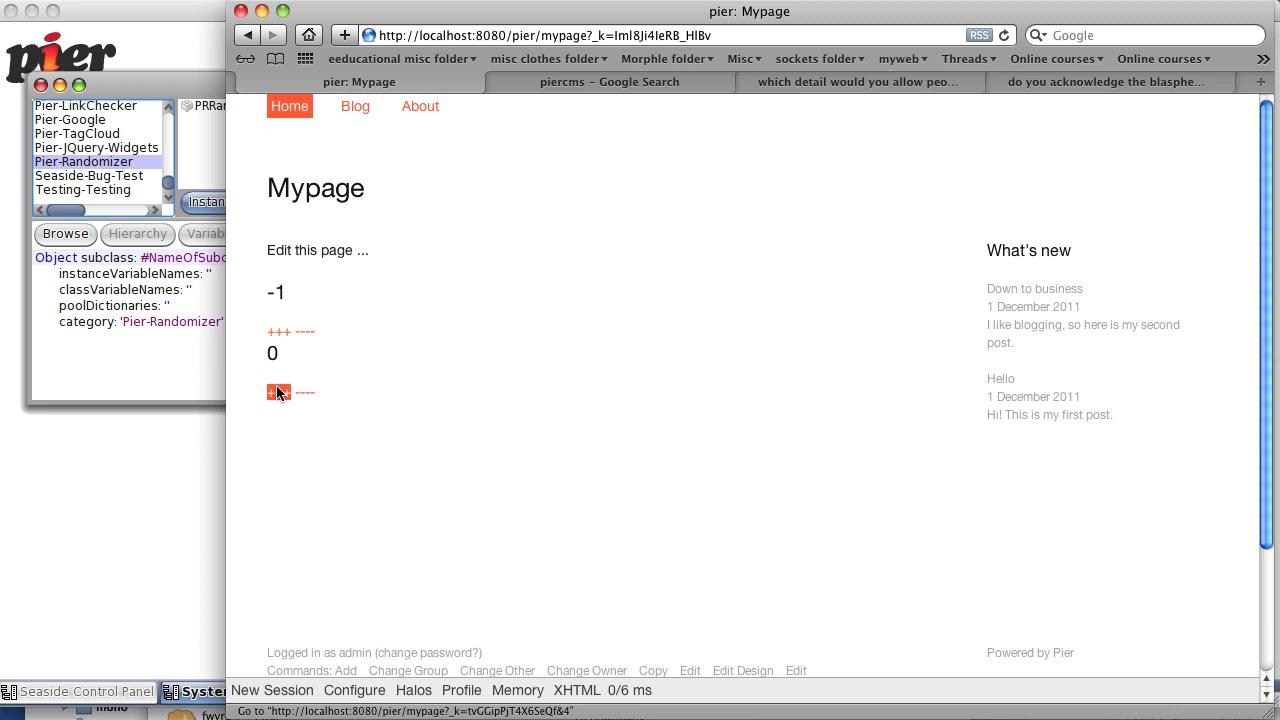 pier
Pier-LinkChecker
Pier-Google
Pier-TagCloud
Pier-JQuery-Widgets
Pier-Randomizer
Seaside-Bug-Test
Testing-Testing
PRRan
Instan
Browse
Hierarchy
Variab
Object subclass: #NameOfSubc
instanceVariableNames: ''
classVariableNames: ''
poolDictionaries: ''
category: 'Pier-Randomizer'
Seaside Control Panel
System
mono
fwyn
pier: Mypage
http://localhost:8080/pier/mypage?_k=lml8Ji4leRB_HlBv
RSS
Google
eeducational misc folder
misc clothes folder
Morphle folder
Misc
sockets folder
myweb
Threads
Online courses
Online courses
pier: Mypage
piercms – Google Search
which detail would you allow peo...
do you acknowledge the blasphe...
Home Blog About
Mypage
Edit this page ...
-1
+++ ----
0
+++ ----
What's new
Down to business
1 December 2011
I like blogging, so here is my second
post.
Hello
1 December 2011
Hi! This is my first post.
Logged in as admin (change password?)
Powered by Pier
Commands: Add Change Group Change Other Change Owner Copy Edit Edit Design Edit
New Session Configure Halos Profile Memory XHTML 0/6 ms
Go to "http://localhost:8080/pier/mypage?_k=tvGGipPjT4X6SeQf&4"